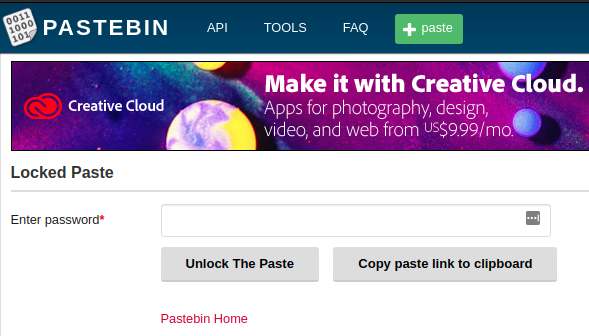 0011
1000
101
PASTEBIN API TOOLS FAQ + paste
Make it with Creative Cloud.
Creative Cloud
Apps for photography, design,
video, and web from US$9.99/mo.
Locked Paste
Enter password*
Unlock The Paste Copy paste link to clipboard
Pastebin Home